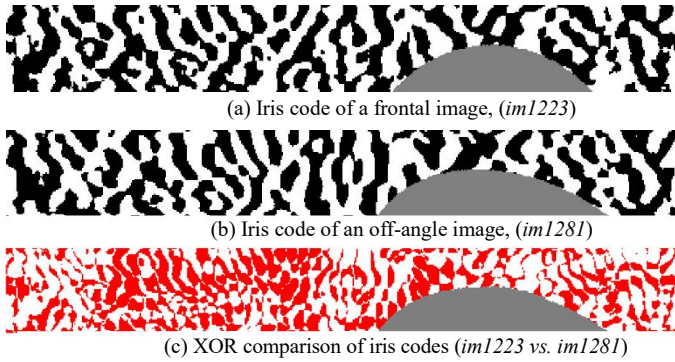 (a) Iris code of a frontal image, (im1223)
(b) Iris code of an off-angle image, (im1281)
(c) XOR comparison of iris codes (im1223 vs. im1281)